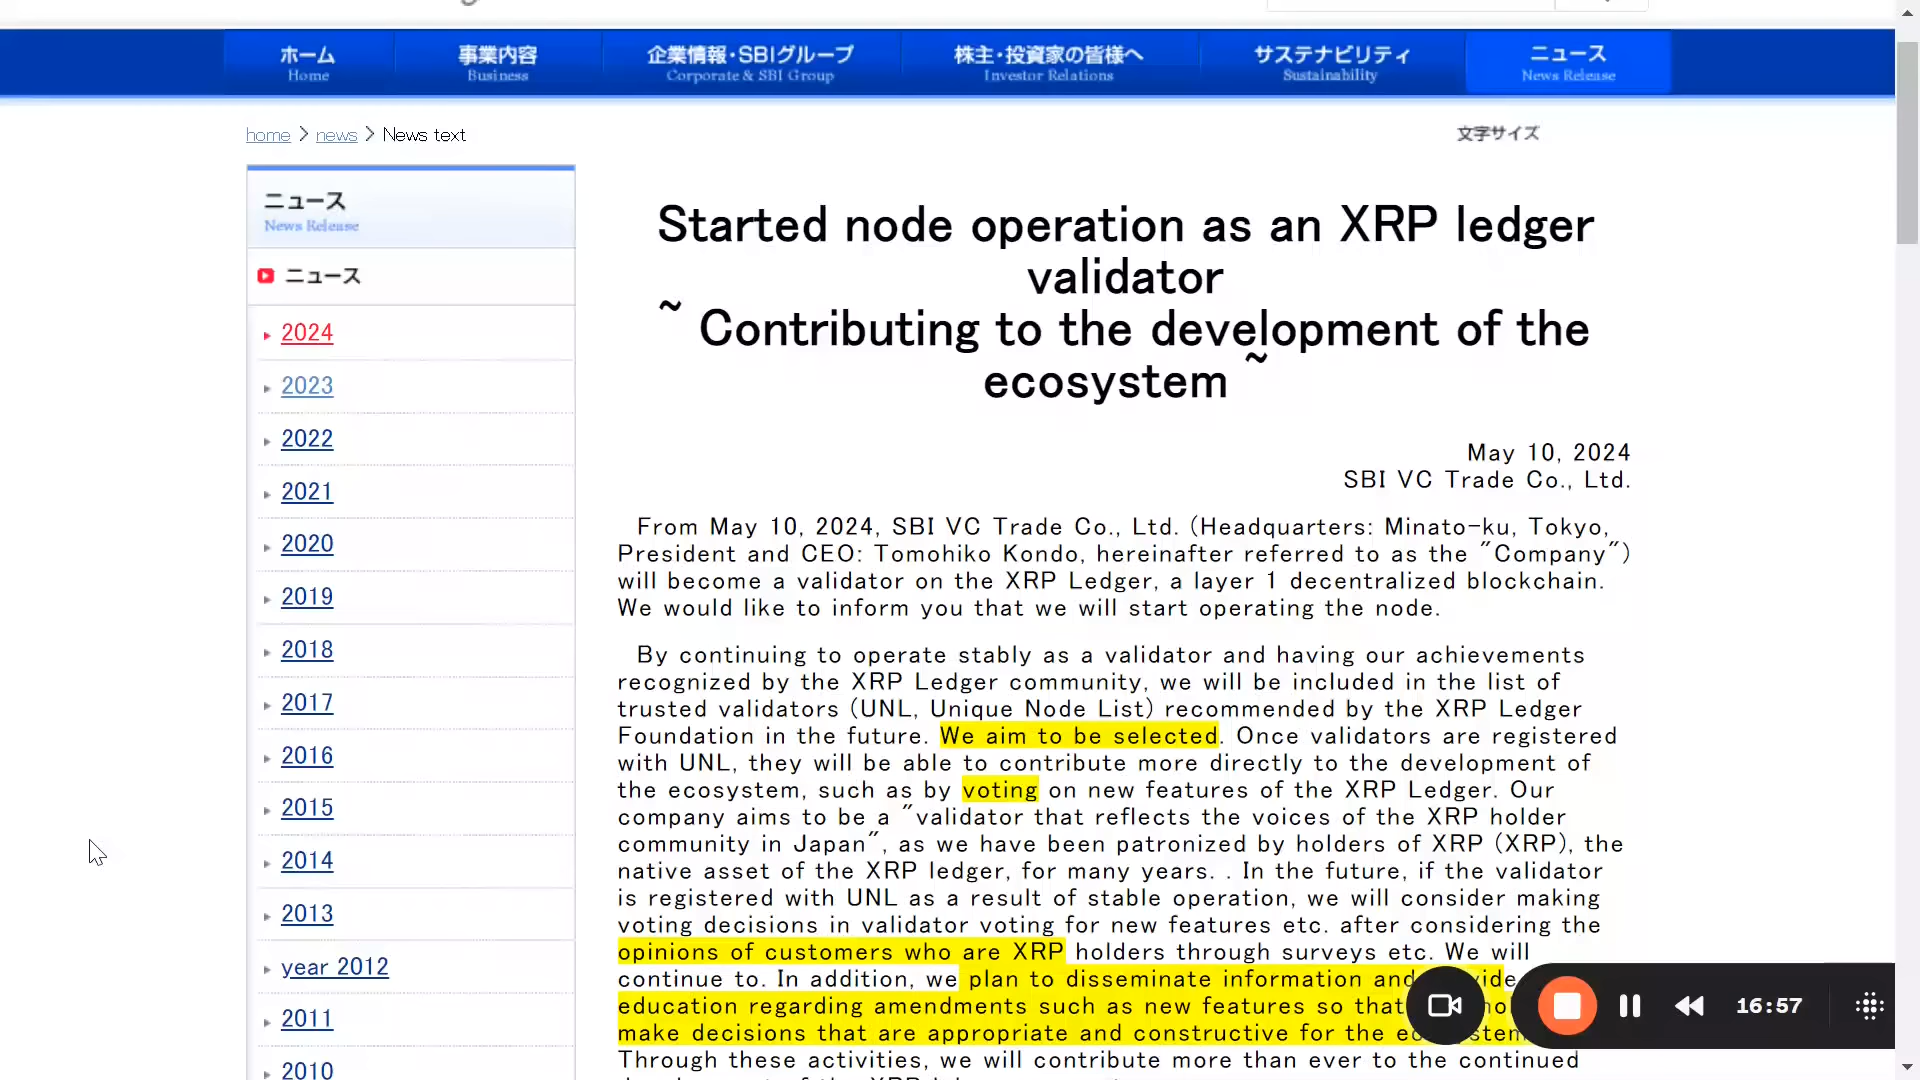 ホーム
Home
事業内容
Business
企業情報・SBIグループ
Corporate & SBI Group
株主・投資家の皆様へ
Investor Relations
サステナビリティ
Sustainability
ニュース
News Release
home > news > News text
文字サイズ
ニュース
News Release
ニュース
2024
2023
2022
2021
2020
2019
2018
2017
2016
2015
2014
2013
year 2012
2011
2010
Started node operation as an XRP ledger
validator
~ Contributing to the development of the
ecosystem ~
May 10, 2024
SBI VC Trade Co., Ltd.
From May 10, 2024, SBI VC Trade Co., Ltd. (Headquarters: Minato-ku, Tokyo,
President and CEO: Tomohiko Kondo, hereinafter referred to as the "Company")
will become a validator on the XRP Ledger, a layer 1 decentralized blockchain.
We would like to inform you that we will start operating the node.
By continuing to operate stably as a validator and having our achievements
recognized by the XRP Ledger community, we will be included in the list of
trusted validators (UNL, Unique Node List) recommended by the XRP Ledger
Foundation in the future. We aim to be selected. Once validators are registered
with UNL, they will be able to contribute more directly to the development of
the ecosystem, such as by voting on new features of the XRP Ledger. Our
company aims to be a "validator that reflects the voices of the XRP holder
community in Japan", as we have been patronized by holders of XRP (XRP), the
native asset of the XRP ledger, for many years. . In the future, if the validator
is registered with UNL as a result of stable operation, we will consider making
voting decisions in validator voting for new features etc. after considering the
opinions of customers who are XRP holders through surveys etc. We will
continue to. In addition, we plan to disseminate information and
education regarding amendments such as new features so that
make decisions that are appropriate and constructive for the
Through these activities, we will contribute more than ever to the continued
16:57